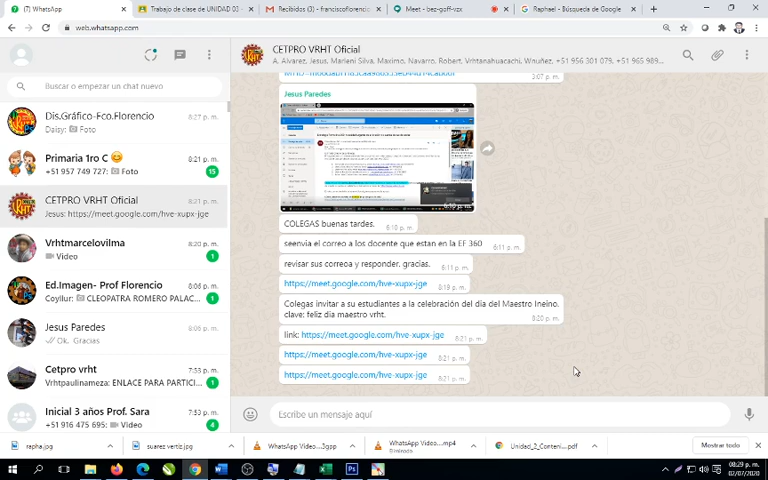 (7) WhatsApp
Trabajo de clase de UNIDAD 03 -
Recibidos (3) - franciscoflorenci
Meet - bez-goff-vzx
Raphael - Búsqueda de Google
web.whatsapp.com
CETPRO VRHT Oficial
A. Alvarez, Jesus, Marleni Silva, Maximo, Navarro, Robert, Vrhtanahuacachi, Wnuñez, +51 956 301 079, +51 965 989...
Buscar o empezar un chat nuevo
3:07 p. m.
Dis.Gráfico-Fco.Florencio
8:27 p. m.
Daisy: Foto
Primaria 1ro C
8:21 p. m.
+51 957 749 727: Foto
15
CETPRO VRHT Oficial
8:21 p. m.
Jesus: https://meet.google.com/hve-xupx-jge
Vrhtmarcelovilma
8:20 p. m.
Video
1
Ed.Imagen- Prof Florencio
8:06 p. m.
Coyllur: CLEOPATRA ROMERO PALAC...
1
Jesus Paredes
8:06 p. m.
Ok. Gracias
Cetpro vrht
7:53 p. m.
Vrhtpaulinameza: ENLACE PARA PARTICI...
1
Inicial 3 años Prof. Sara
7:53 p. m.
+51 916 475 695: Video
4
Jesus Paredes
6:10 p. m.
COLEGAS buenas tardes.
6:10 p. m.
seenvia el correo a los docente que estan en la EF 360
6:11 p. m.
revisar sus correoa y responder. gracias.
6:11 p. m.
https://meet.google.com/hve-xupx-jge
8:19 p. m.
Colegas invitar a su estudiantes a la celebración del dia del Maestro Ineino.
clave: feliz dia maestro vrht.
8:20 p. m.
link: https://meet.google.com/hve-xupx-jge
8:21 p. m.
https://meet.google.com/hve-xupx-jge
8:21 p. m.
https://meet.google.com/hve-xupx-jge
8:21 p. m.
Escribe un mensaje aquí
rapha.jpg
suarez vertiz.jpg
WhatsApp Video....3gpp
WhatsApp Video....mp4
Eliminado
Unidad_2_Conteni....pdf
Mostrar todo
ESP
08:29 p. m.
02/07/2020